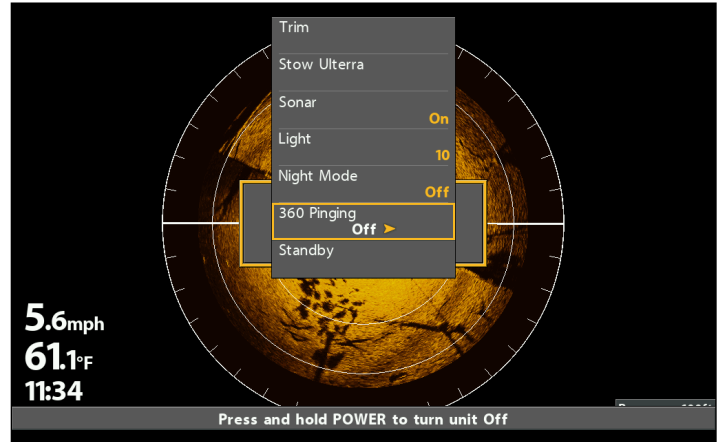 Trim
Stow Ulterra
Sonar
On
Light
10
Night Mode
Off
360 Pinging
Off ➤
Standby
5.6mph
61.1°F
11:34
Press and hold POWER to turn unit Off